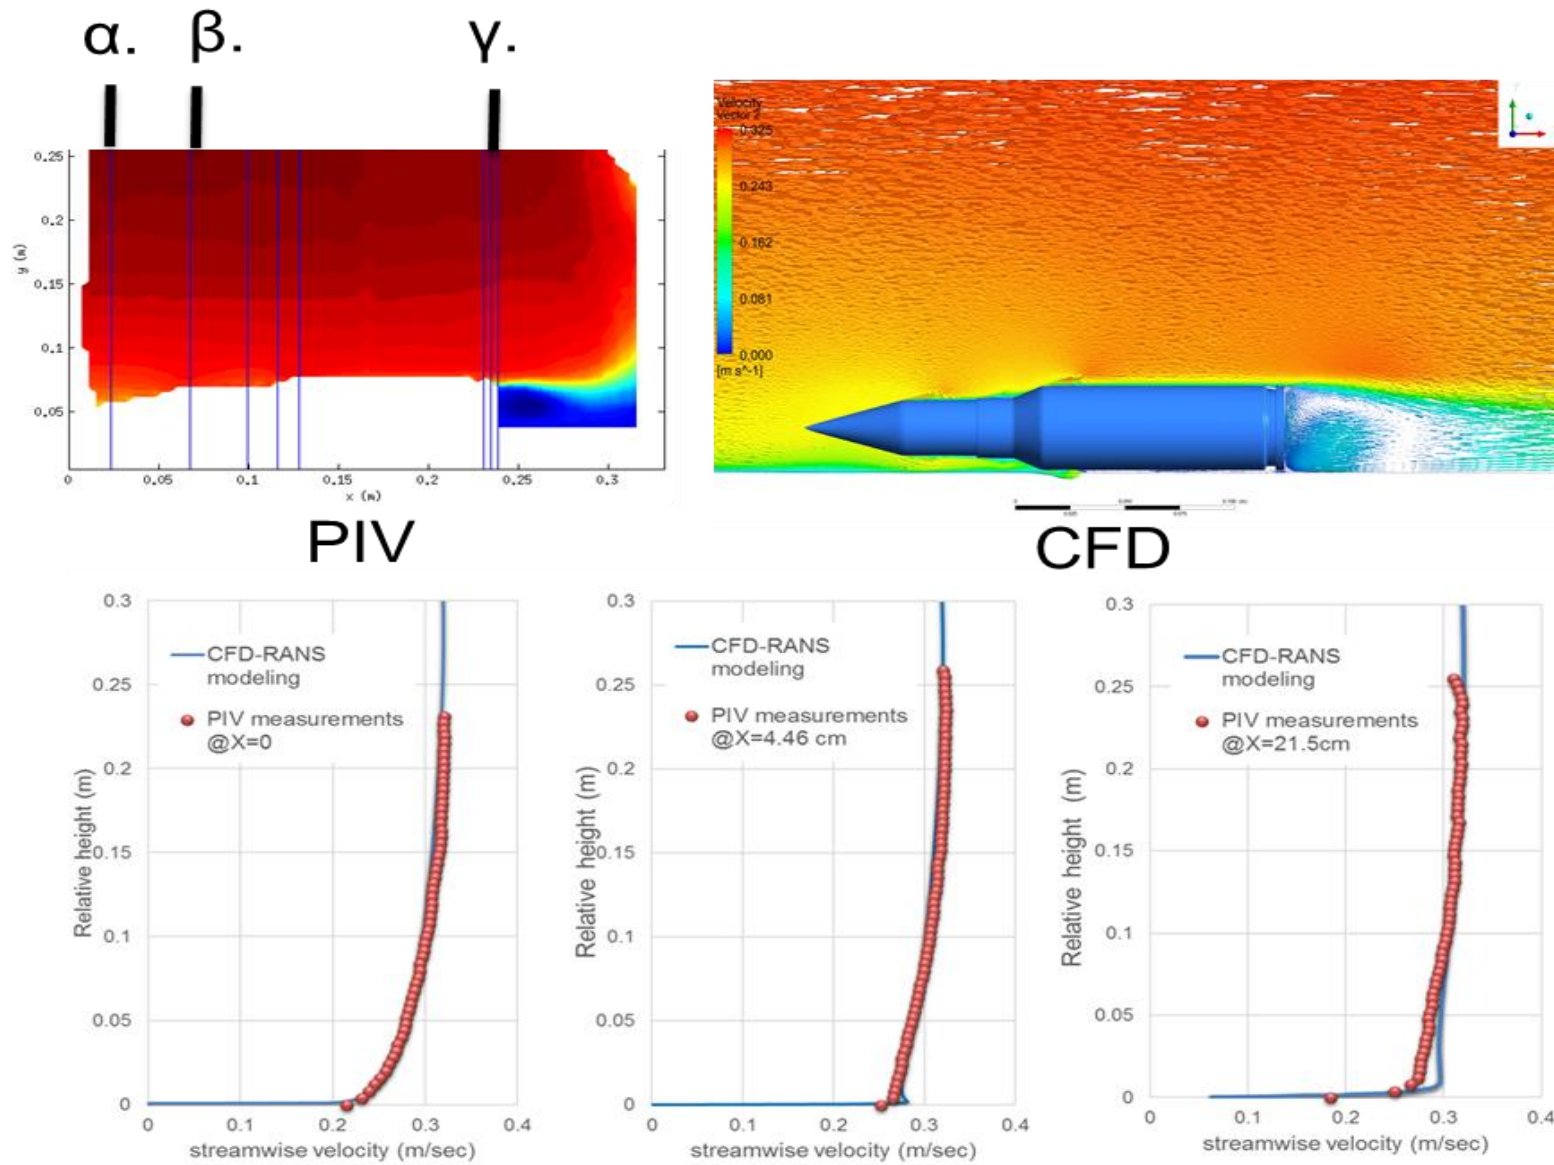 α. β. γ.
0.25
0.2
0.15
0.1
0.05
0
y (m)
0 0.05 0.1 0.15 0.2 0.25 0.3
x (m)
Velocity
Vector 2
0.325
0.243
0.162
0.081
0.000
[m s^-1]
PIV
CFD
0.3
0.25
0.2
0.15
0.1
0.05
0
Relative height (m)
CFD-RANS
modeling
PIV measurements
@X=0
0 0.1 0.2 0.3 0.4
streamwise velocity (m/sec)
0.3
0.25
0.2
0.15
0.1
0.05
0
Relative height (m)
CFD-RANS
modeling
PIV measurements
@X=4.46 cm
0 0.1 0.2 0.3 0.4
streamwise velocity (m/sec)
0.3
0.25
0.2
0.15
0.1
0.05
0
Relative height (m)
CFD-RANS
modeling
PIV measurements
@X=21.5cm
0 0.1 0.2 0.3 0.4
streamwise velocity (m/sec)